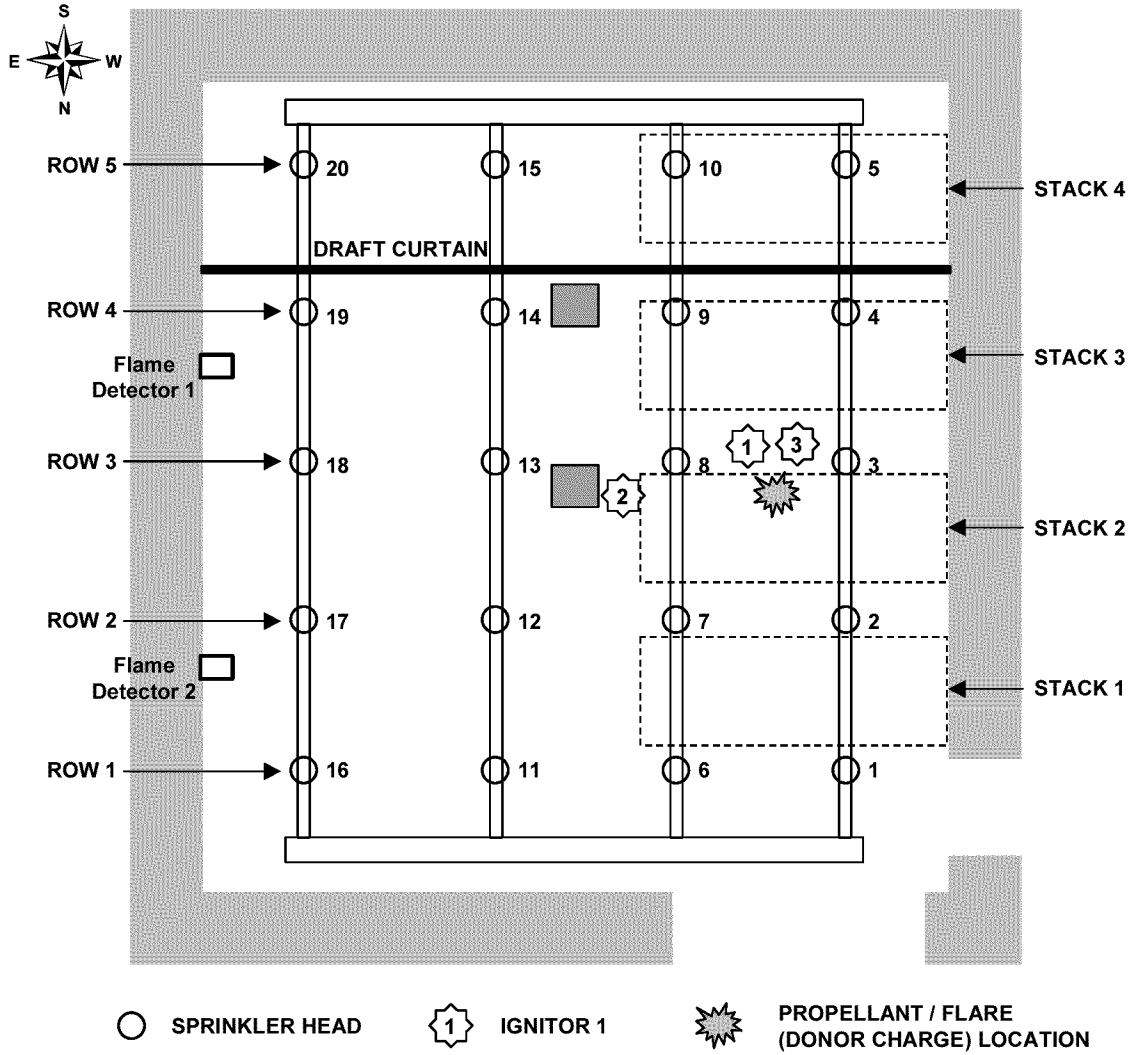 S
E W
N
ROW 5
20
15
10
5
STACK 4
DRAFT CURTAIN
ROW 4
19
14
9
4
STACK 3
Flame
Detector 1
ROW 3
18
13
8
3
1
3
2
STACK 2
ROW 2
17
12
7
2
Flame
Detector 2
STACK 1
ROW 1
16
11
6
1
SPRINKLER HEAD
1
IGNITOR 1
PROPELLANT / FLARE
(DONOR CHARGE) LOCATION